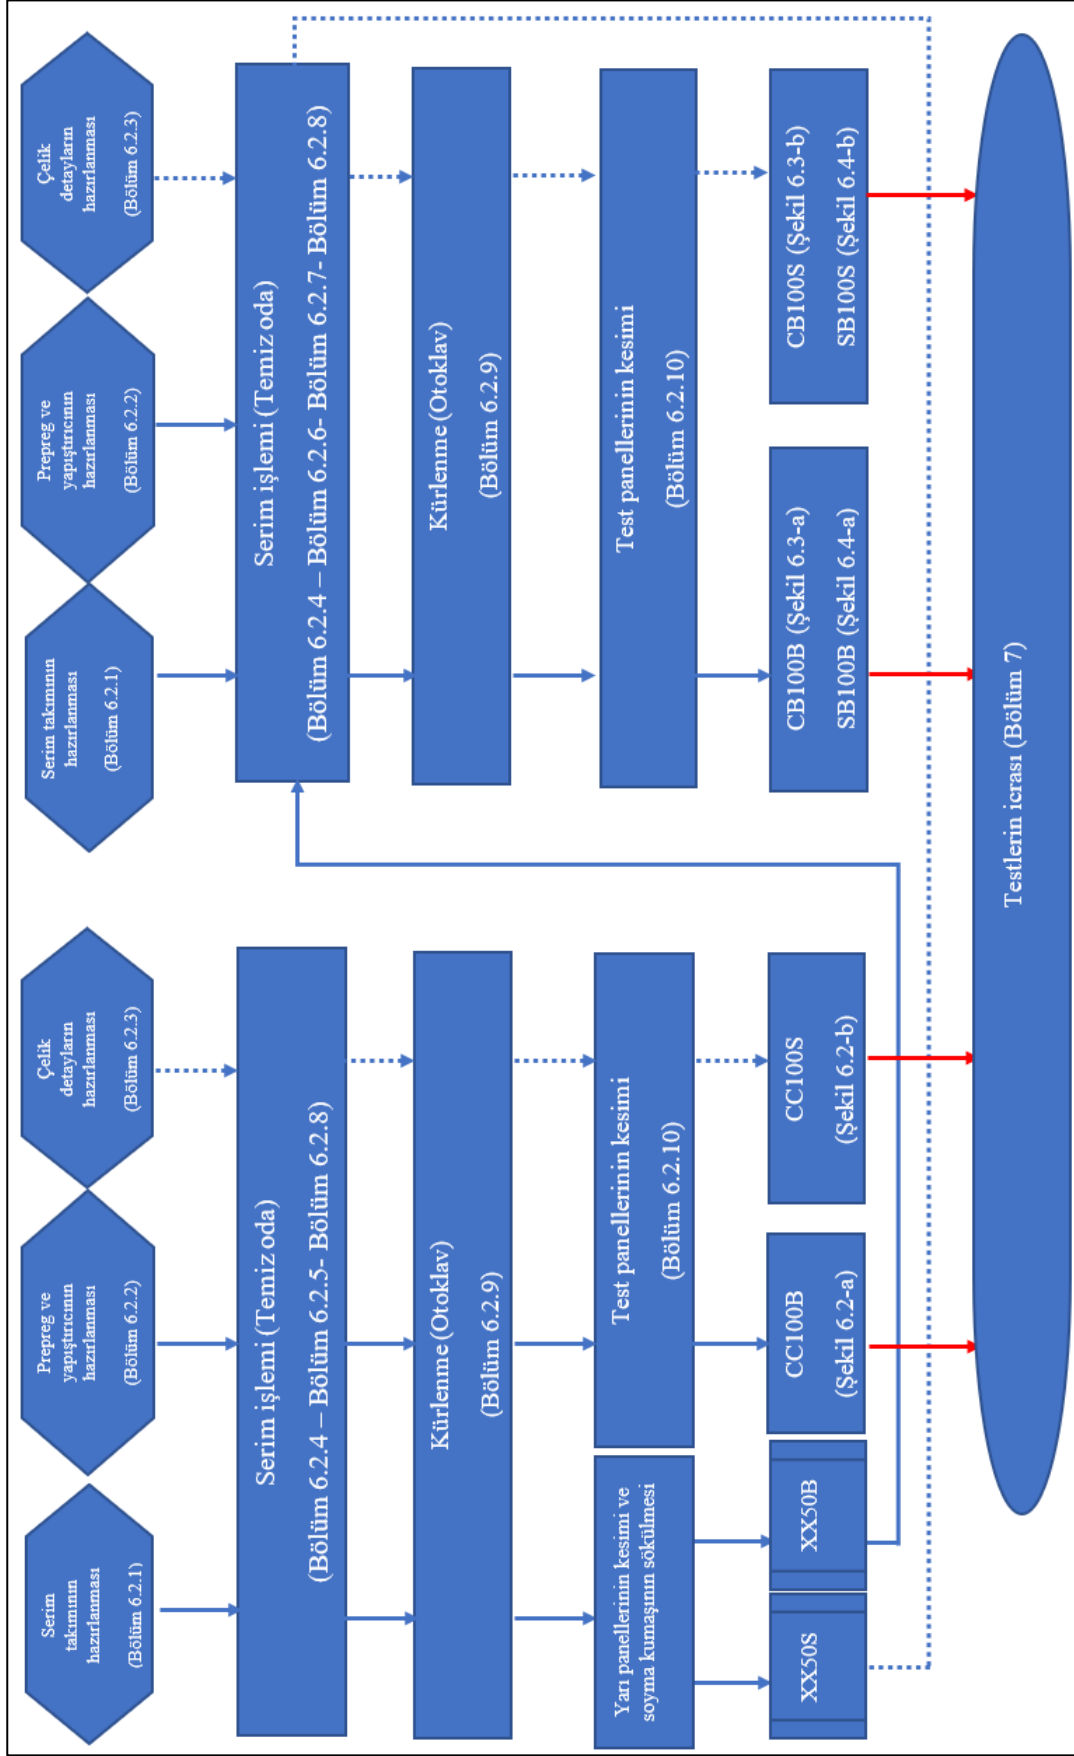 Serim
takımının
hazırlanması
(Bölüm 6.2.1)
Prepreg ve
yapıştırıcının
hazırlanması
(Bölüm 6.2.2)
Çelik
detayların
hazırlanması
(Bölüm 6.2.3)
Serim takımının
hazırlanması
(Bölüm 6.2.1)
Prepreg ve
yapıştırıcının
hazırlanması
(Bölüm 6.2.2)
Çelik
detayların
hazırlanması
(Bölüm 6.2.3)
Serim işlemi (Temiz oda)
(Bölüm 6.2.4 – Bölüm 6.2.5- Bölüm 6.2.8)
Serim işlemi (Temiz oda)
(Bölüm 6.2.4 – Bölüm 6.2.6- Bölüm 6.2.7- Bölüm 6.2.8)
Kürlenme (Otoklav)
(Bölüm 6.2.9)
Kürlenme (Otoklav)
(Bölüm 6.2.9)
Yarı panellerinin kesimi ve
soyma kumaşının sökülmesi
Test panellerinin kesimi
(Bölüm 6.2.10)
Test panellerinin kesimi
(Bölüm 6.2.10)
XX50S
XX50B
CC100B
(Şekil 6.2-a)
CC100S
(Şekil 6.2-b)
CB100B (Şekil 6.3-a)
SB100B (Şekil 6.4-a)
CB100S (Şekil 6.3-b)
SB100S (Şekil 6.4-b)
Testlerin icrası (Bölüm 7)